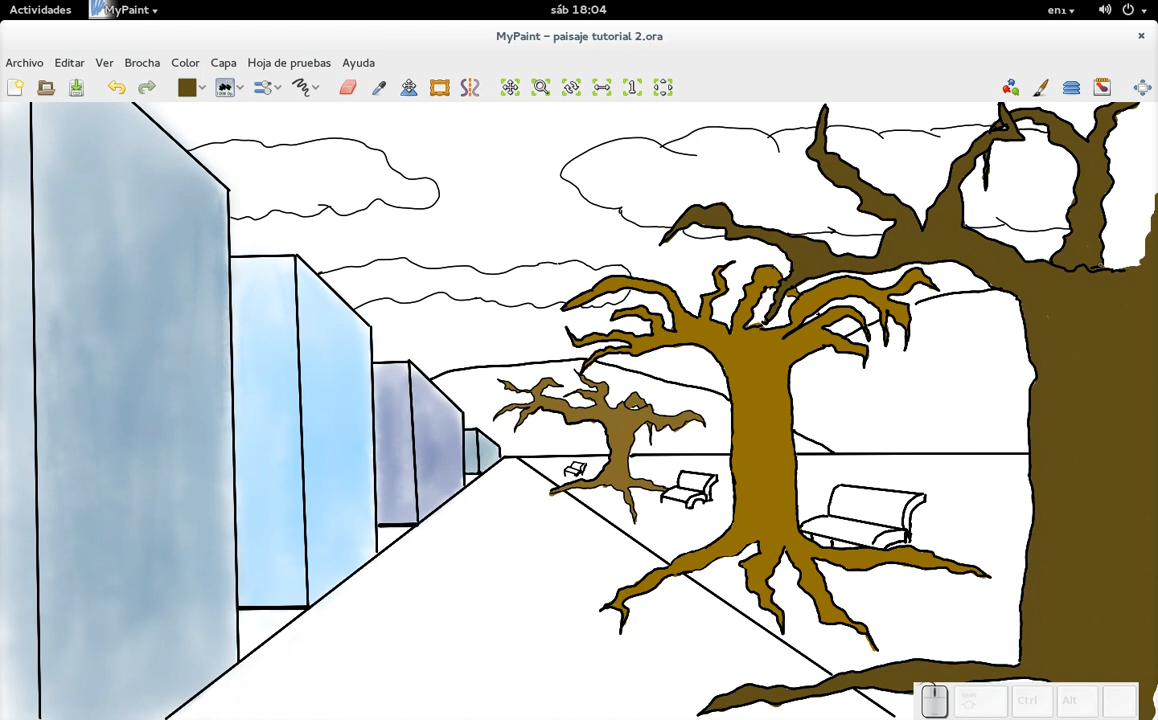 Actividades MyPaint sáb 18:04 en₁
MyPaint – paisaje tutorial 2.ora
Archivo Editar Ver Brocha Color Capa Hoja de pruebas Ayuda
1
Ctrl Alt